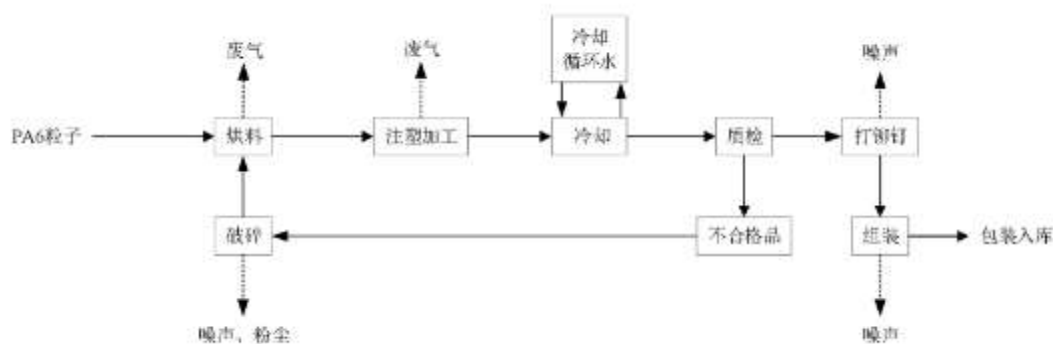 冷却
循环水
废气
废气
噪声
PA6粒子
烘料
注塑加工
冷却
质检
打铆钉
破碎
不合格品
组装
包装入库
噪声、粉尘
噪声